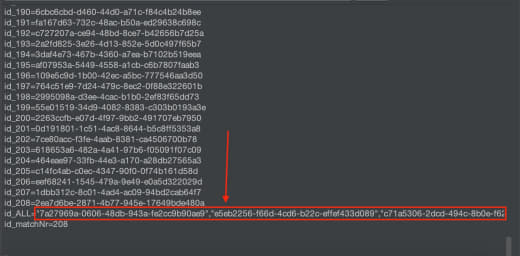 id_190=6cbc6cbd-d460-44d0-a71c-f84c4b24b8ee
id_191=fa167d63-732c-48ac-b50a-ed29638c698c
id_192=c727207a-ce94-48bd-8ce7-b42656b7d25a
id_193=2a2fd825-3e26-4d13-852e-5d0c497f65b7
id_194=3daf4e73-467b-4360-a7ea-b7102b519eea
id_195=af07953a-5449-4558-a1cb-c6b7807faab3
id_196=109e5c9d-1b00-42ec-a5bc-777546aa3d50
id_197=764c51e9-7d24-479c-8ec2-0f88e322601b
id_198=2995098a-d3ee-4cac-b1b0-2ef83f65dd73
id_199=55e01519-34d9-4082-8383-c303b0193a3e
id_200=2263ccfb-e07d-4f97-9bb2-491707eb7950
id_201=0d191801-1c51-4ac8-8644-b5c8ff5353a8
id_202=7ce80acc-f3fe-4aab-8381-ca4506700b78
id_203=618653a6-482a-4a41-97b6-f05091f07c09
id_204=464eae97-33fb-44e3-a170-a28db27565a3
id_205=c14fc4ab-c0ec-4347-90f0-0f74b161d58d
id_206=eef68241-1545-479a-9e49-e0a5d322029d
id_207=1dbb312c-8c01-4ad4-ac09-94bd2cab64f7
id_208=2ea7d6be-2871-4b77-945e-17649bde480a
id_ALL="7a27969a-0606-48db-943a-fe2cc9b90ae9","e5eb2256-f66d-4cd6-b22c-effef433d089","c71a5306-2dcd-494c-8b0e-f62
id_matchNr=208